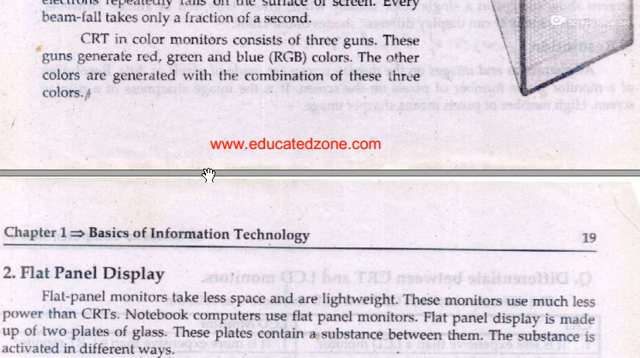 electrons repeatedly falls on the surface of screen. Every
beam-fall takes only a fraction of a second.
CRT in color monitors consists of three guns. These
guns generate red, green and blue (RGB) colors. The other
colors are generated with the combination of these three
colors.
www.educatedzone.com
Chapter 1⇒ Basics of Information Technology 19
2. Flat Panel Display
Flat-panel monitors take less space and are lightweight. These monitors use much less
power than CRTs. Notebook computers use flat panel monitors. Flat panel display is made
up of two plates of glass. These plates contain a substance between them. The substance is
activated in different ways.